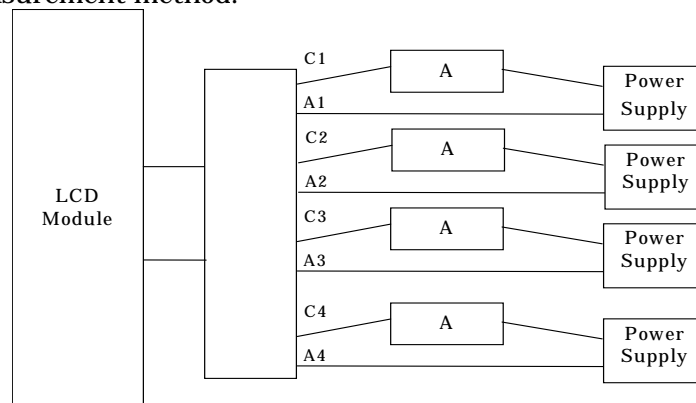 surement method.
C1
A
Power
Supply
A1
C2
A
Power
Supply
A2
LCD
Module
C3
A
Power
Supply
A3
C4
A
Power
Supply
A4